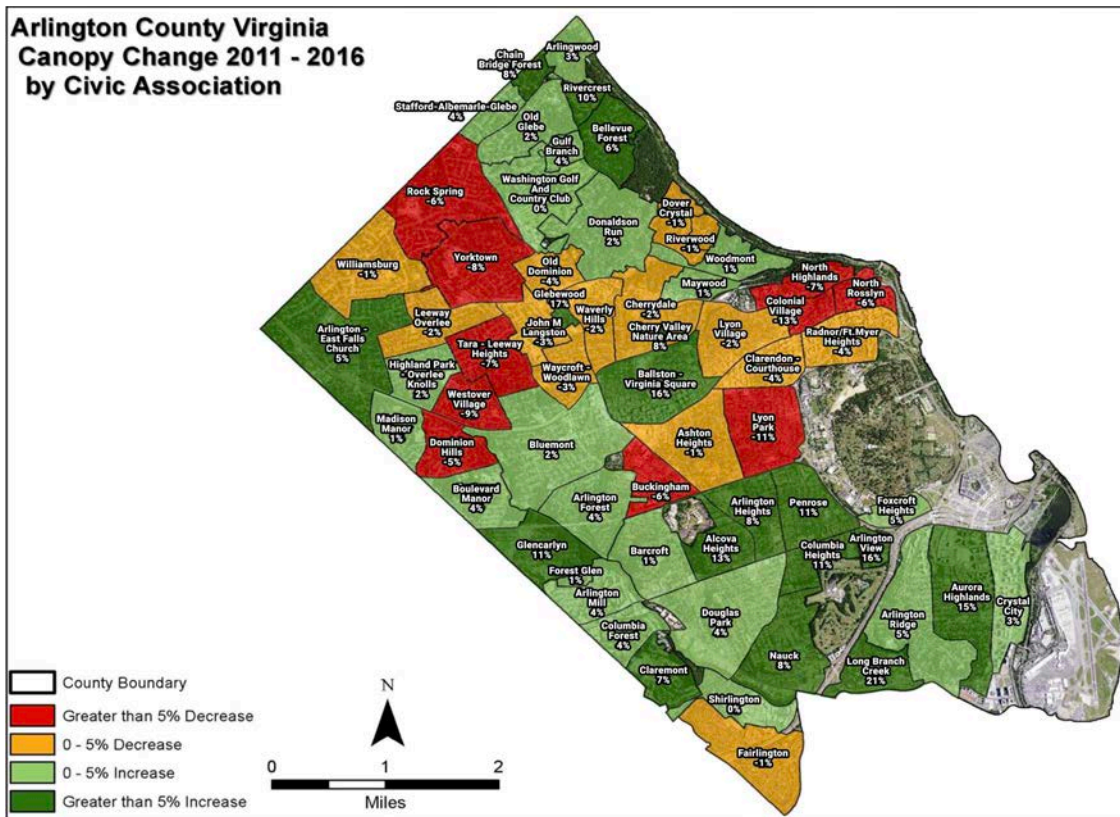 Arlington County Virginia
Canopy Change 2011 - 2016
by Civic Association
Arlingwood
3%
Chain
Bridge Forest
8%
Rivercrest
10%
Stafford-Albemarle-Glebe
4%
Old
Glebe
2%
Bellevue
Forest
6%
Gulf
Branch
4%
Washington Golf
And
Country Club
0%
Rock Spring
-6%
Dover
Crystal
-1%
Donaldson
Run
2%
Riverwood
-1%
Woodmont
1%
Yorktown
-8%
Williamsburg
-1%
Old
Dominion
-4%
North
Highlands
-7%
North
Rosslyn
-6%
Maywood
1%
Glebewood
17%
Cherrydale
-2%
Colonial
Village
-13%
Waverly
Hills
-2%
Leeway
Overlee
-2%
John M
Langston
-3%
Cherry Valley
Nature Area
8%
Lyon
Village
-2%
Radnor/Ft.Myer
Heights
-4%
Arlington -
East Falls
Church
5%
Tara - Leeway
Heights
-7%
Highland Park
- Overlee
Knolls
2%
Waycroft -
Woodlawn
-3%
Clarendon -
Courthouse
-4%
Ballston -
Virginia Square
16%
Westover
Village
-9%
Madison
Manor
1%
Lyon
Park
-11%
Ashton
Heights
-1%
Dominion
Hills
-5%
Bluemont
2%
Buckingham
-6%
Boulevard
Manor
4%
Arlington
Forest
4%
Arlington
Heights
8%
Penrose
11%
Foxcroft
Heights
5%
Glencarlyn
11%
Barcroft
1%
Alcova
Heights
13%
Columbia
Heights
11%
Arlington
View
16%
Forest Glen
1%
Arlington
Mill
4%
Aurora
Highlands
15%
Crystal
City
3%
Douglas
Park
4%
Arlington
Ridge
5%
Columbia
Forest
4%
Nauck
8%
Long Branch
Creek
21%
Claremont
7%
Shirlington
0%
Fairlington
-1%
County Boundary
Greater than 5% Decrease
0 - 5% Decrease
0 - 5% Increase
Greater than 5% Increase
N
0 1 2
Miles